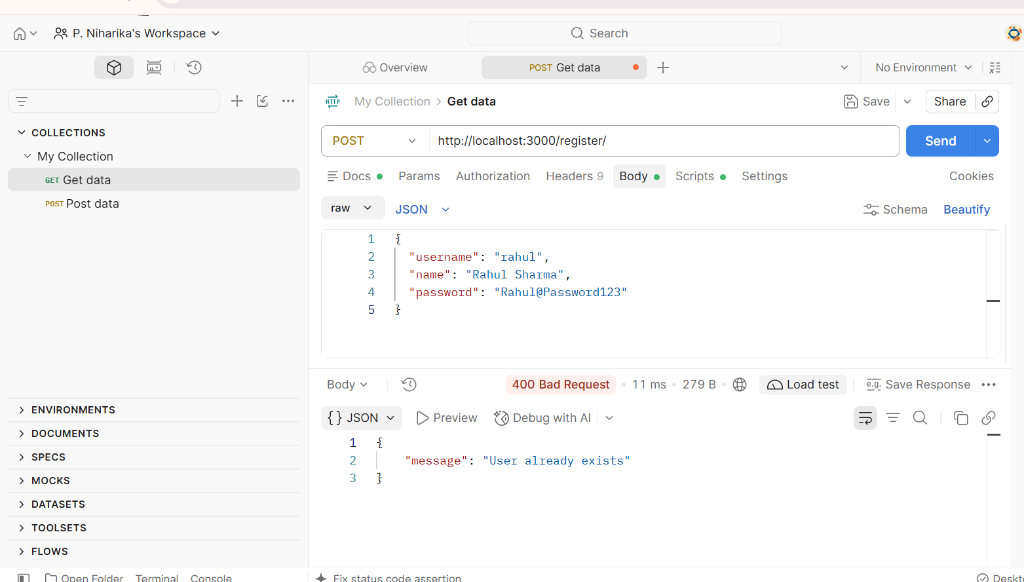 P. Niharika's Workspace
Search
Overview
POST Get data
No Environment
HTTP My Collection > Get data
Save
Share
COLLECTIONS
My Collection
GET Get data
POST Post data
POST
http://localhost:3000/register/
Send
Docs
Params
Authorization
Headers 9
Body
Scripts
Settings
Cookies
raw
JSON
Schema
Beautify
1 {
2 "username": "rahul",
3 "name": "Rahul Sharma",
4 "password": "Rahul@Password123"
5 }
Body
400 Bad Request
11 ms
279 B
Load test
e.g. Save Response
{} JSON
Preview
Debug with AI
1 {
2 "message": "User already exists"
3 }
ENVIRONMENTS
DOCUMENTS
SPECS
MOCKS
DATASETS
TOOLSETS
FLOWS
Open Folder
Terminal
Console
Fix status code assertion
Deskt